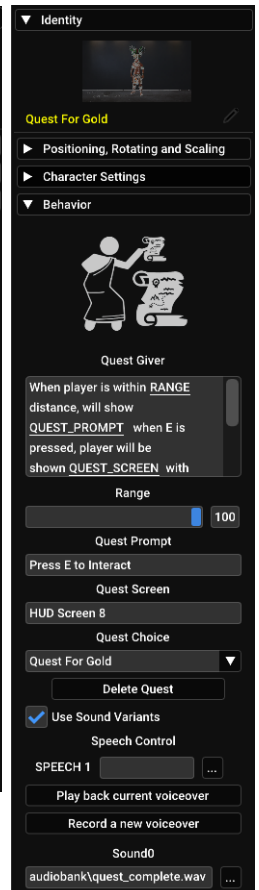 Identity
Quest For Gold
Positioning, Rotating and Scaling
Character Settings
Behavior
Quest Giver
When player is within RANGE
distance, will show
QUEST_PROMPT when E is
pressed, player will be
shown QUEST_SCREEN with
Range
100
Quest Prompt
Press E to Interact
Quest Screen
HUD Screen 8
Quest Choice
Quest For Gold
Delete Quest
Use Sound Variants
Speech Control
SPEECH 1 ...
Play back current voiceover
Record a new voiceover
Sound0
audiobank\quest_complete.wav ...